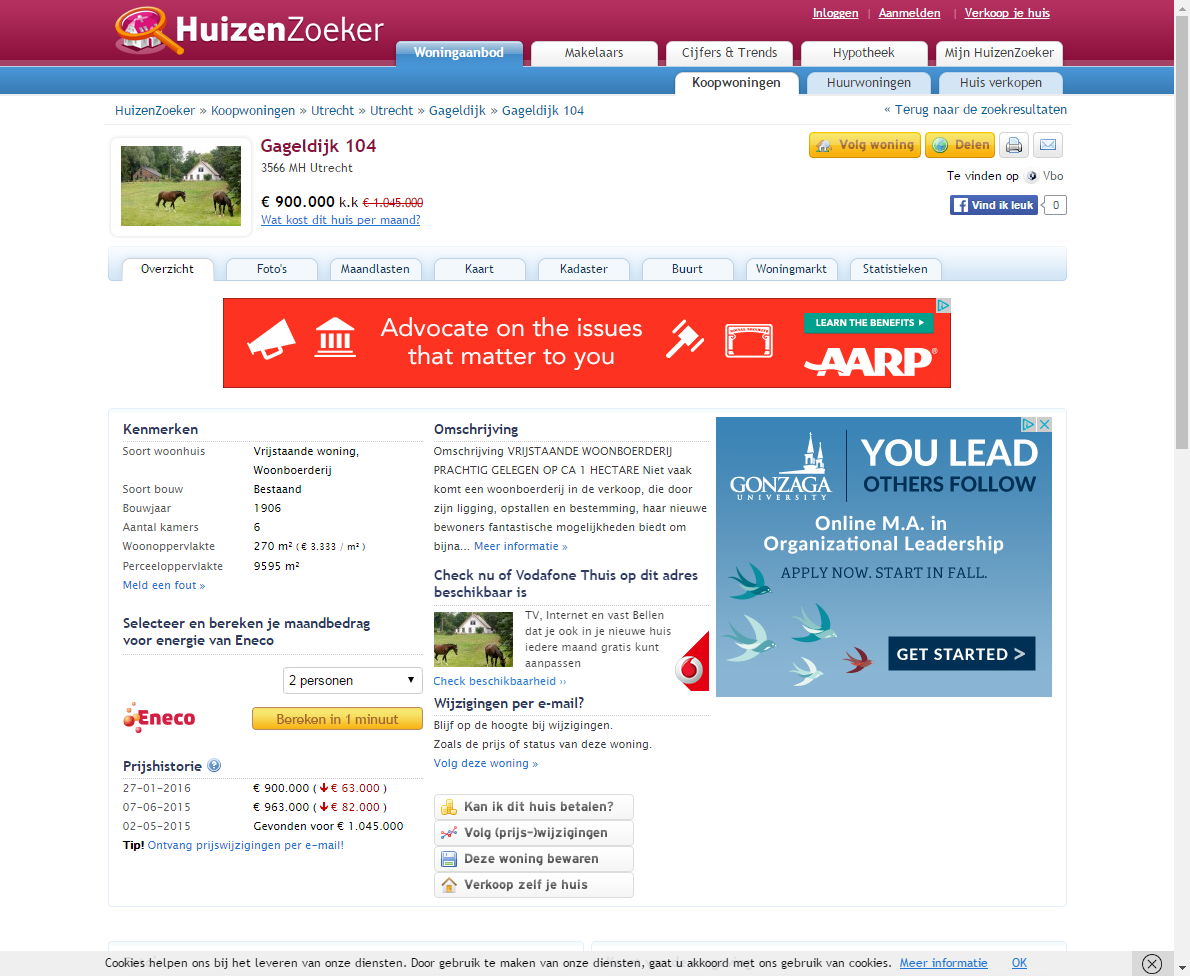 Inloggen | Aanmelden | Verkoop je huis
HuizenZoeker
Woningaanbod Makelaars Cijfers & Trends Hypotheek Mijn HuizenZoeker
Koopwoningen Huurwoningen Huis verkopen
HuizenZoeker » Koopwoningen » Utrecht » Utrecht » Gageldijk » Gageldijk 104
« Terug naar de zoekresultaten
Gageldijk 104
3566 MH Utrecht
€ 900.000 k.k € 1.045.000
Wat kost dit huis per maand?
Volg woning Delen
Te vinden op Vbo
Vind ik leuk 0
Overzicht Foto's Maandlasten Kaart Kadaster Buurt Woningmarkt Statistieken
Advocate on the issues
that matter to you
SOCIAL SECURITY
LEARN THE BENEFITS
AARP®
Kenmerken
Soort woonhuis Vrijstaande woning,
Woonboerderij
Soort bouw Bestaand
Bouwjaar 1906
Aantal kamers 6
Woonoppervlakte 270 m² ( € 3.333 / m² )
Perceeloppervlakte 9595 m²
Meld een fout »
Selecteer en bereken je maandbedrag
voor energie van Eneco
2 personen
Eneco
Bereken in 1 minuut
Prijshistorie ?
27-01-2016 € 900.000 ( € 63.000 )
07-06-2015 € 963.000 ( € 82.000 )
02-05-2015 Gevonden voor € 1.045.000
Tip! Ontvang prijswijzigingen per e-mail!
Omschrijving
Omschrijving VRIJSTAANDE WOONBOERDERIJ
PRACHTIG GELEGEN OP CA 1 HECTARE Niet vaak
komt een woonboerderij in de verkoop, die door
zijn ligging, opstallen en bestemming, haar nieuwe
bewoners fantastische mogelijkheden biedt om
bijna... Meer informatie »
Check nu of Vodafone Thuis op dit adres
beschikbaar is
TV, Internet en vast Bellen
dat je ook in je nieuwe huis
iedere maand gratis kunt
aanpassen
Check beschikbaarheid ››
Wijzigingen per e-mail?
Blijf op de hoogte bij wijzigingen.
Zoals de prijs of status van deze woning.
Volg deze woning »
Kan ik dit huis betalen?
Volg (prijs-)wijzigingen
Deze woning bewaren
Verkoop zelf je huis
GONZAGA
UNIVERSITY
YOU LEAD
OTHERS FOLLOW
Online M.A. in
Organizational Leadership
APPLY NOW. START IN FALL.
GET STARTED >
Cookies helpen ons bij het leveren van onze diensten. Door gebruik te maken van onze diensten, gaat u akkoord met ons gebruik van cookies. Meer informatie OK